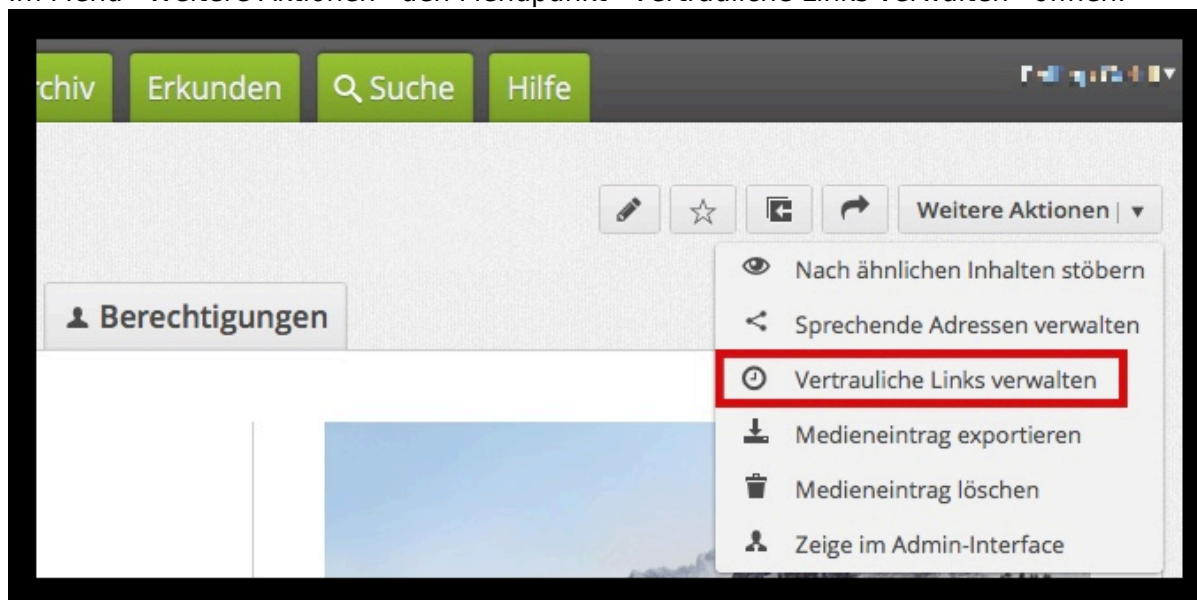 im Menü "Weitere Aktionen" den Menüpunkt "Vertrauliche Links verwalten" öffnen.
rchiv Erkunden Suche Hilfe
Weitere Aktionen
Nach ähnlichen Inhalten stöbern
Sprechende Adressen verwalten
Berechtigungen
Vertrauliche Links verwalten
Medieneintrag exportieren
Medieneintrag löschen
Zeige im Admin-Interface